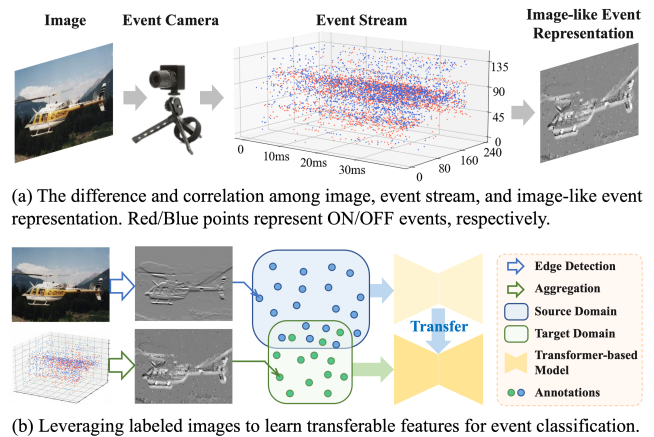 Image
Event Camera
Event Stream
Image-like Event
Representation
135
90
45
0
0
10ms
20ms
30ms
0
80
160
240
(a) The difference and correlation among image, event stream, and image-like event
representation. Red/Blue points represent ON/OFF events, respectively.
Transfer
Edge Detection
Aggregation
Source Domain
Target Domain
Transformer-based
Model
Annotations
(b) Leveraging labeled images to learn transferable features for event classification.